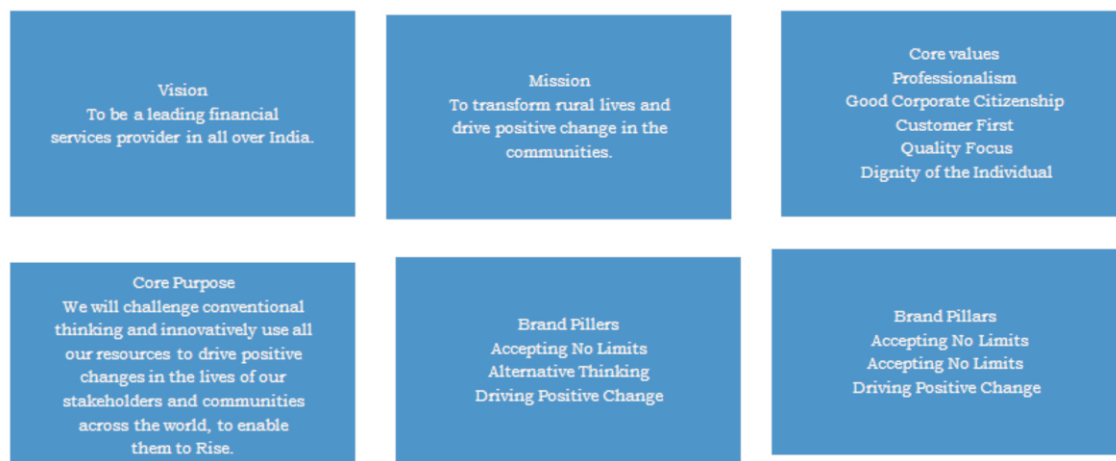 Vision
To be a leading financial
services provider in all over India.
Mission
To transform rural lives and
drive positive change in the
communities.
Core values
Professionalism
Good Corporate Citizenship
Customer First
Quality Focus
Dignity of the Individual
Core Purpose
We will challenge conventional
thinking and innovatively use all
our resources to drive positive
changes in the lives of our
stakeholders and communities
across the world, to enable
them to Rise.
Brand Pillers
Accepting No Limits
Alternative Thinking
Driving Positive Change
Brand Pillars
Accepting No Limits
Accepting No Limits
Driving Positive Change